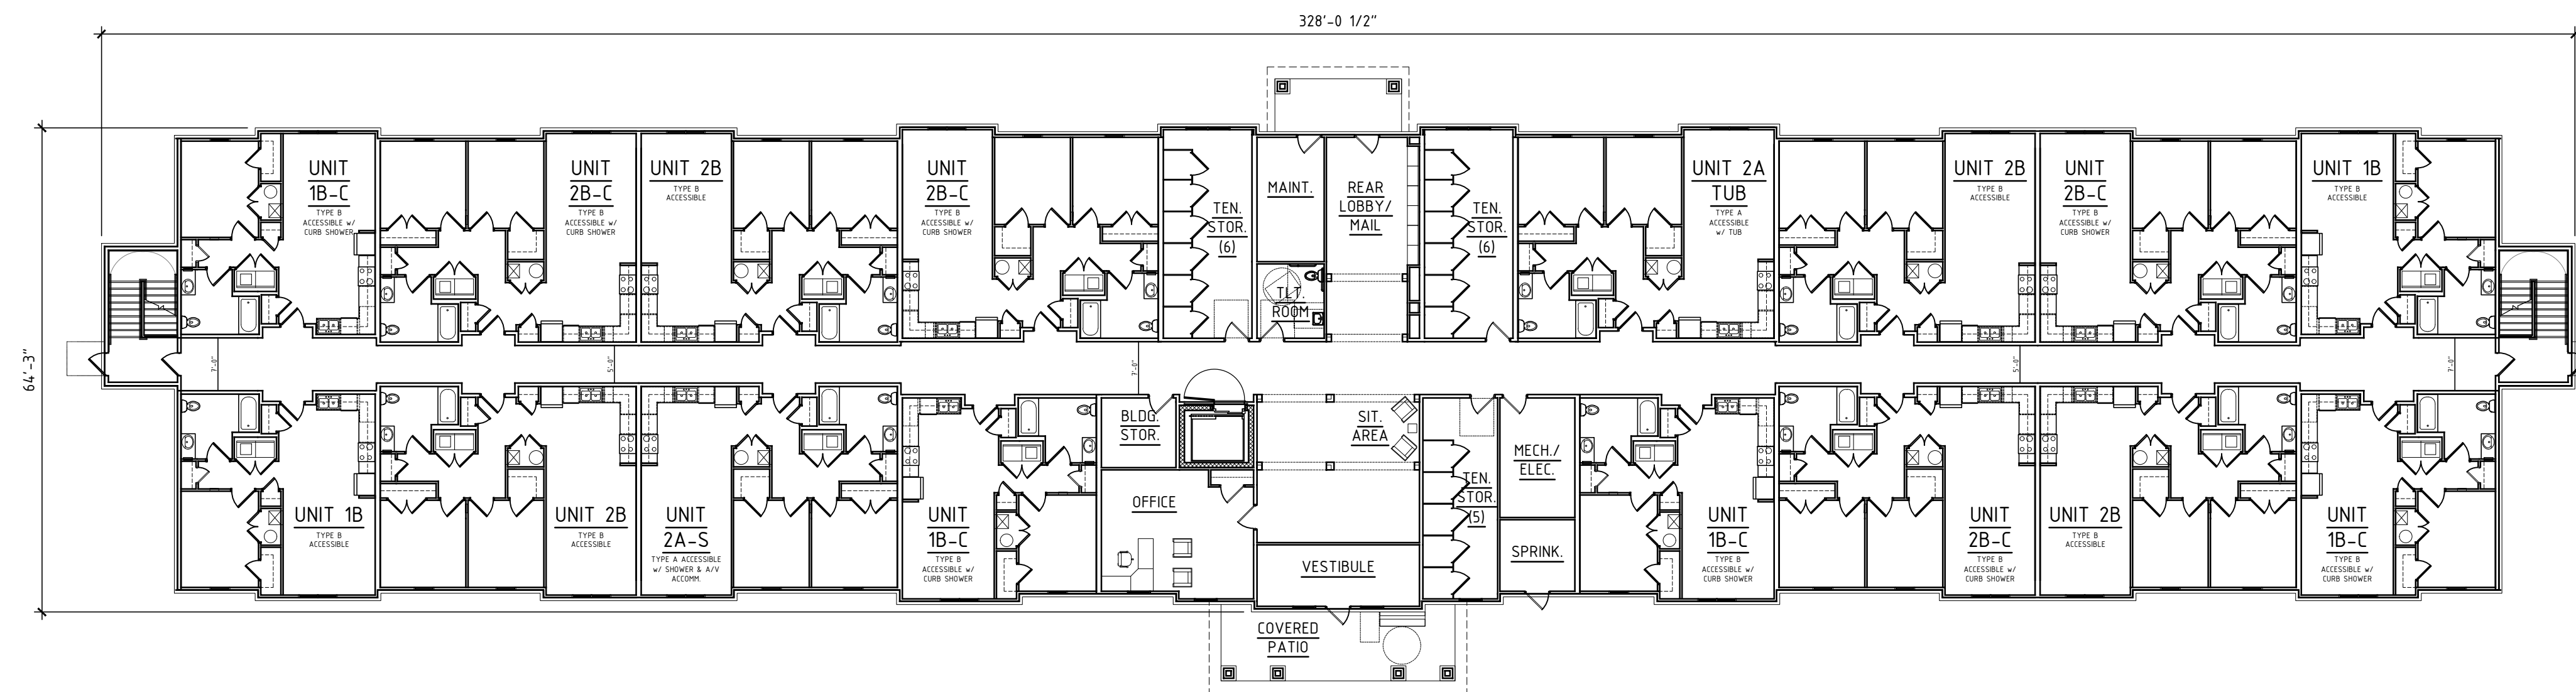 328'-0 1/2"
64'-3"
UNIT
1B-C
TYPE B
ACCESSIBLE w/
CURB SHOWER
UNIT
2B-C
TYPE B
ACCESSIBLE w/
CURB SHOWER
UNIT 2B
TYPE B
ACCESSIBLE
UNIT
2B-C
TYPE B
ACCESSIBLE w/
CURB SHOWER
TEN.
STOR.
(6)
MAINT.
TLT.
ROOM
REAR
LOBBY/
MAIL
TEN.
STOR.
(6)
UNIT 2A
TUB
TYPE A
ACCESSIBLE
w/ TUB
UNIT 2B
TYPE B
ACCESSIBLE
UNIT
2B-C
TYPE B
ACCESSIBLE w/
CURB SHOWER
UNIT 1B
TYPE B
ACCESSIBLE
7'-0"
5'-0"
7'-0"
5'-0"
7'-0"
UNIT 1B
TYPE B
ACCESSIBLE
UNIT 2B
TYPE B
ACCESSIBLE
UNIT
2A-S
TYPE A ACCESSIBLE
w/ SHOWER & A/V
ACCOMM.
UNIT
1B-C
TYPE B
ACCESSIBLE w/
CURB SHOWER
BLDG.
STOR.
OFFICE
SIT.
AREA
VESTIBULE
COVERED
PATIO
TEN.
STOR.
(5)
MECH./
ELEC.
SPRINK.
UNIT
1B-C
TYPE B
ACCESSIBLE w/
CURB SHOWER
UNIT
2B-C
TYPE B
ACCESSIBLE w/
CURB SHOWER
UNIT 2B
TYPE B
ACCESSIBLE
UNIT
1B-C
TYPE B
ACCESSIBLE w/
CURB SHOWER